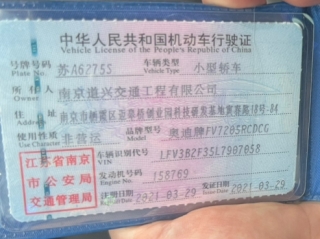 中华人民共和国机动车行驶证
Vehicle License of the People's Republic of China
号牌号码 苏A6275S 车辆类型 小型轿车
Plate No. Vehicle Type
所有人 南京道兴交通工程有限公司
Owner
住址 南京市栖霞区
Address
使用性质 非营运 品牌型号 奥迪牌FV7205RCDCG
Use Character Model
江苏省南京
市公安局
交通管理局
车辆识别代号 LFV3B2F35L7907058
VIN
发动机号码 158769
Engine No.
注册日期 2021-03-29 发证日期 2021-03-29